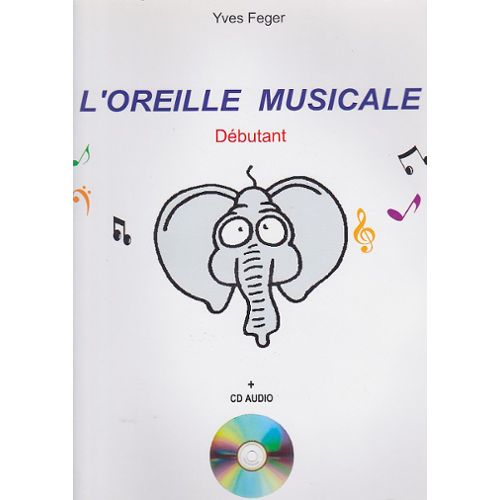 Yves Feger
L'OREILLE MUSICALE
Débutant
+
CD AUDIO